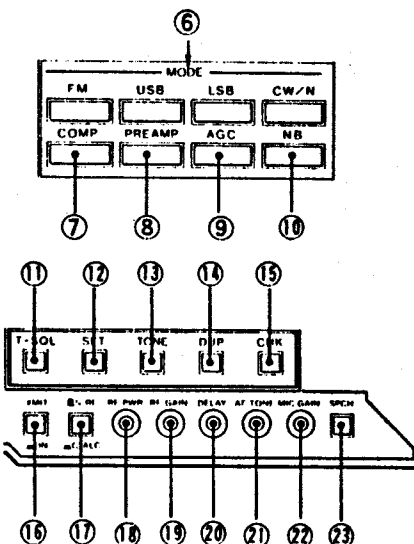 ⑥
MODE
FM USB LSB CW/N
COMP PREAMP AGC NB
⑦ ⑧ ⑨ ⑩
⑪ ⑫ ⑬ ⑭ ⑮
T-SQL SET TONE DUP CHK
XMIT RF PWR RF GAIN DELAY AF TONE MIC GAIN SPCH
⑯ ⑰ ⑱ ⑲ ⑳ ㉑ ㉒ ㉓